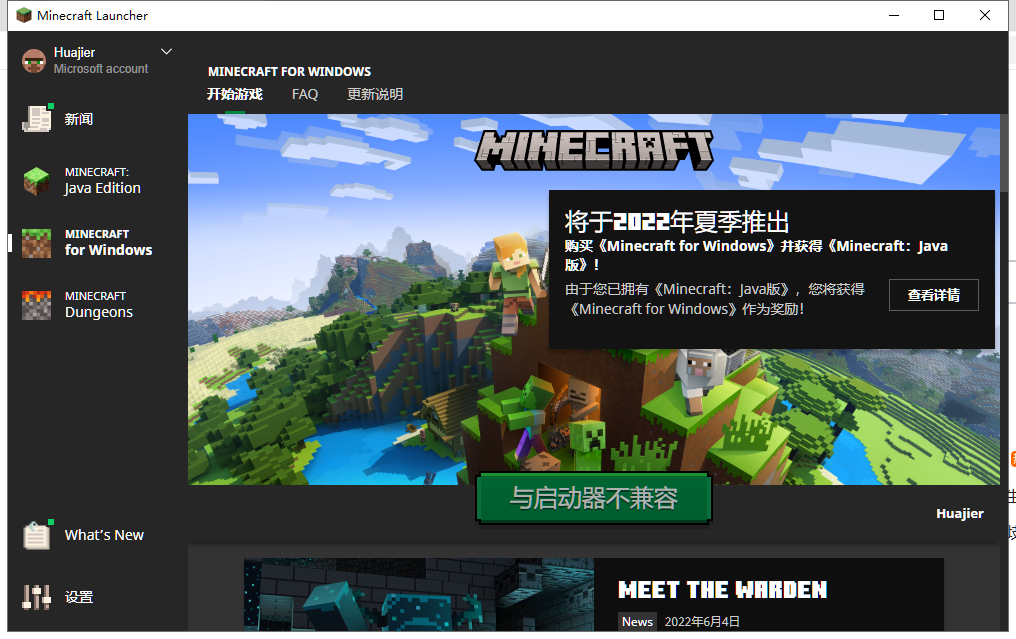 Minecraft Launcher
Huajier
Microsoft account
新闻
MINECRAFT:
Java Edition
MINECRAFT
for Windows
MINECRAFT
Dungeons
What's New
设置
MINECRAFT FOR WINDOWS
开始游戏 FAQ 更新说明
MINECRAFT
将于2022年夏季推出
购买《Minecraft for Windows》并获得《Minecraft：Java
版》!
由于您已拥有《Minecraft：Java版》，您将获得
《Minecraft for Windows》作为奖励!
查看详情
与启动器不兼容
Huajier
MEET THE WARDEN
News 2022年6月4日